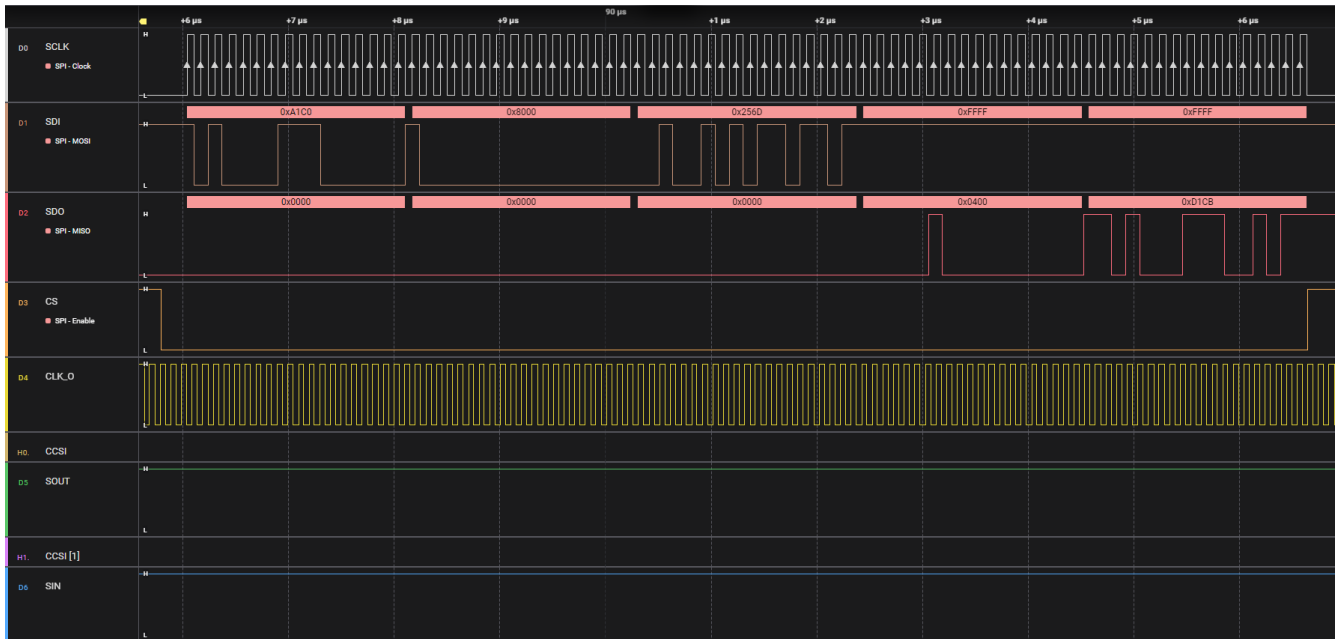 90 µs
+6 µs +7 µs +8 µs +9 µs +1 µs +2 µs +3 µs +4 µs +5 µs +6 µs
D0 SCLK H
SPI - Clock
L
0xA1C0 0x8000 0x256D 0xFFFF 0xFFFF
D1 SDI H
SPI - MOSI
L
0x0000 0x0000 0x0000 0x0400 0xD1CB
D2 SDO H
SPI - MISO
L
D3 CS H
SPI - Enable
L
D4 CLK_O H
L
H0. CCSI
D5 SOUT H
L
H1. CCSI [1]
D6 SIN H
L